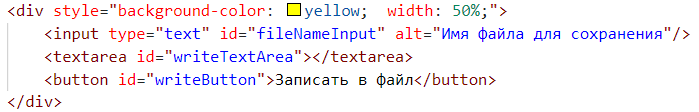 <div style="background-color: yellow;  width: 50%;">
    <input type="text" id="fileNameInput" alt="Имя файла для сохранения"/>
    <textarea id="writeTextArea"></textarea>
    <button id="writeButton">Записать в файл</button>
</div>